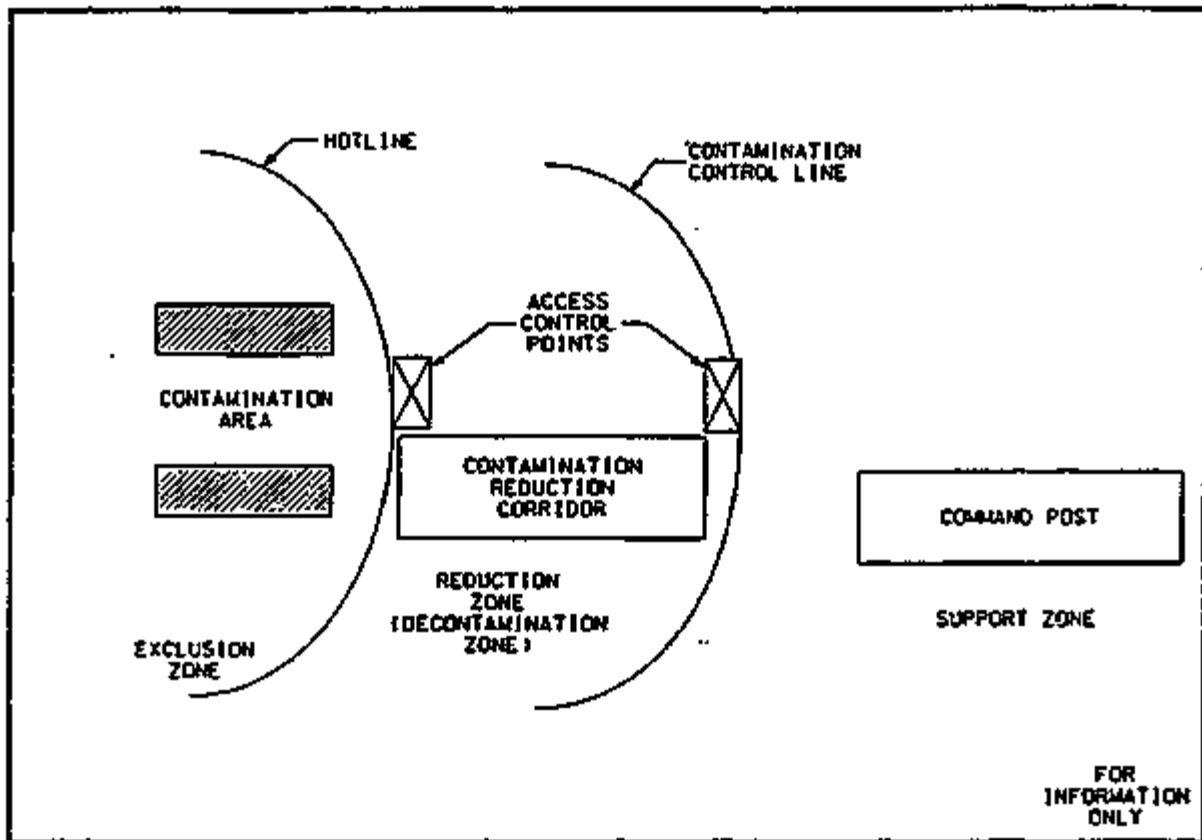 HOTLINE
CONTAMINATION
CONTROL LINE
ACCESS
CONTROL
POINTS
CONTAMINATION
AREA
CONTAMINATION
REDUCTION
CORRIDOR
COMMAND POST
REDUCTION
ZONE
(DECONTAMINATION
ZONE)
SUPPORT ZONE
EXCLUSION
ZONE
FOR
INFORMATION
ONLY